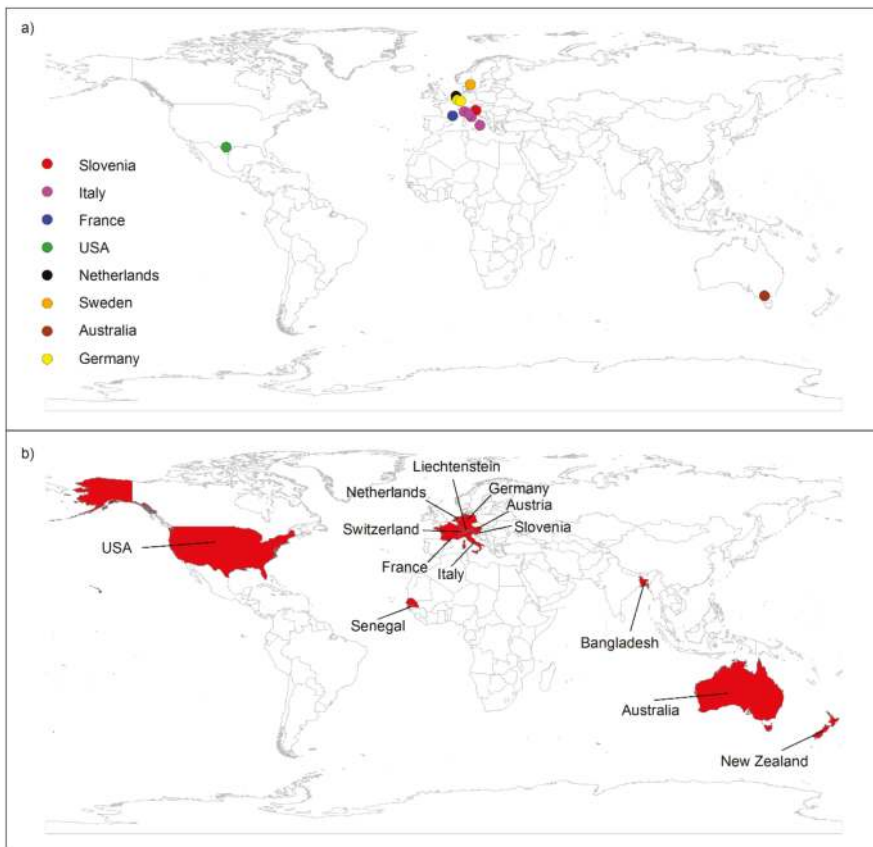 a)
Slovenia
Italy
France
USA
Netherlands
Sweden
Australia
Germany
b)
Liechtenstein
Netherlands
Germany
Austria
Switzerland
Slovenia
USA
France
Italy
Senegal
Bangladesh
Australia
New Zealand